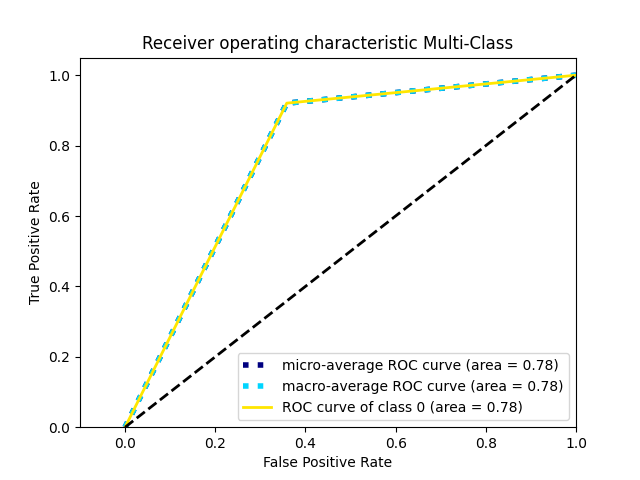 Receiver operating characteristic Multi-Class
True Positive Rate
1.0
0.8
0.6
0.4
0.2
0.0
micro-average ROC curve (area = 0.78)
macro-average ROC curve (area = 0.78)
ROC curve of class 0 (area = 0.78)
0.0 0.2 0.4 0.6 0.8 1.0
False Positive Rate